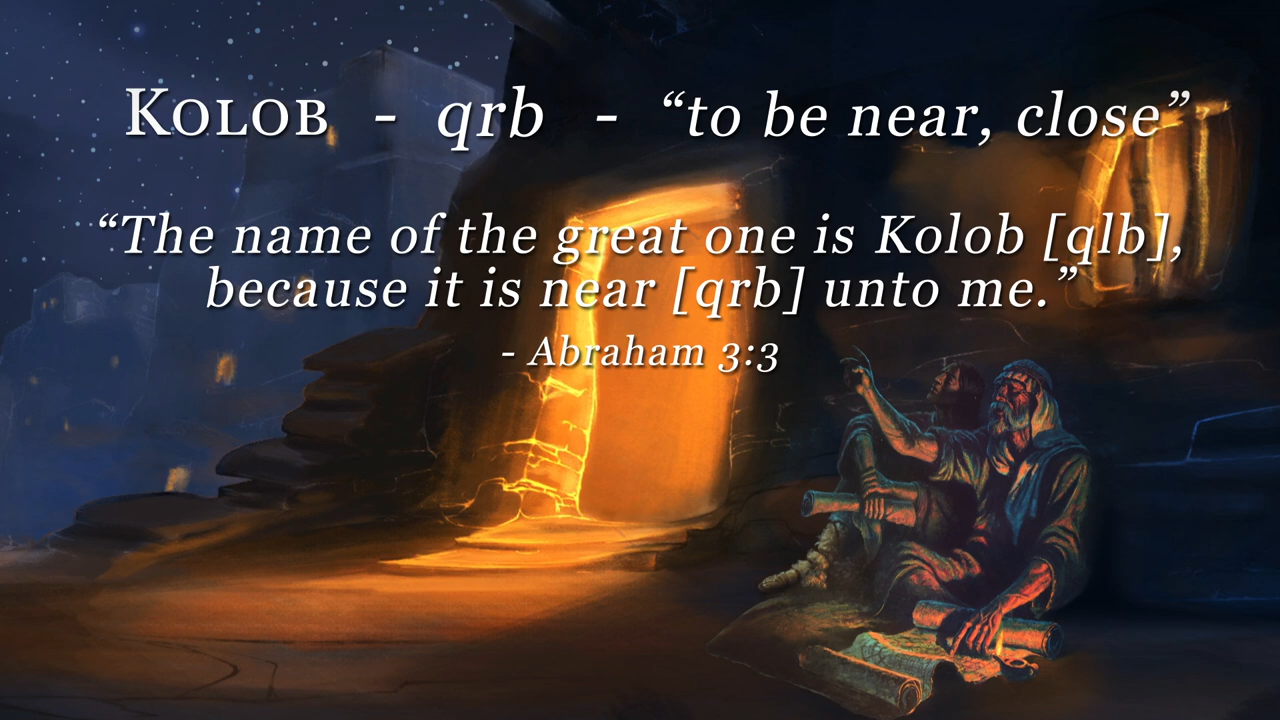 Kolob - qrb - “to be near, close”
“The name of the great one is Kolob [qlb],
because it is near [qrb] unto me.”
- Abraham 3:3